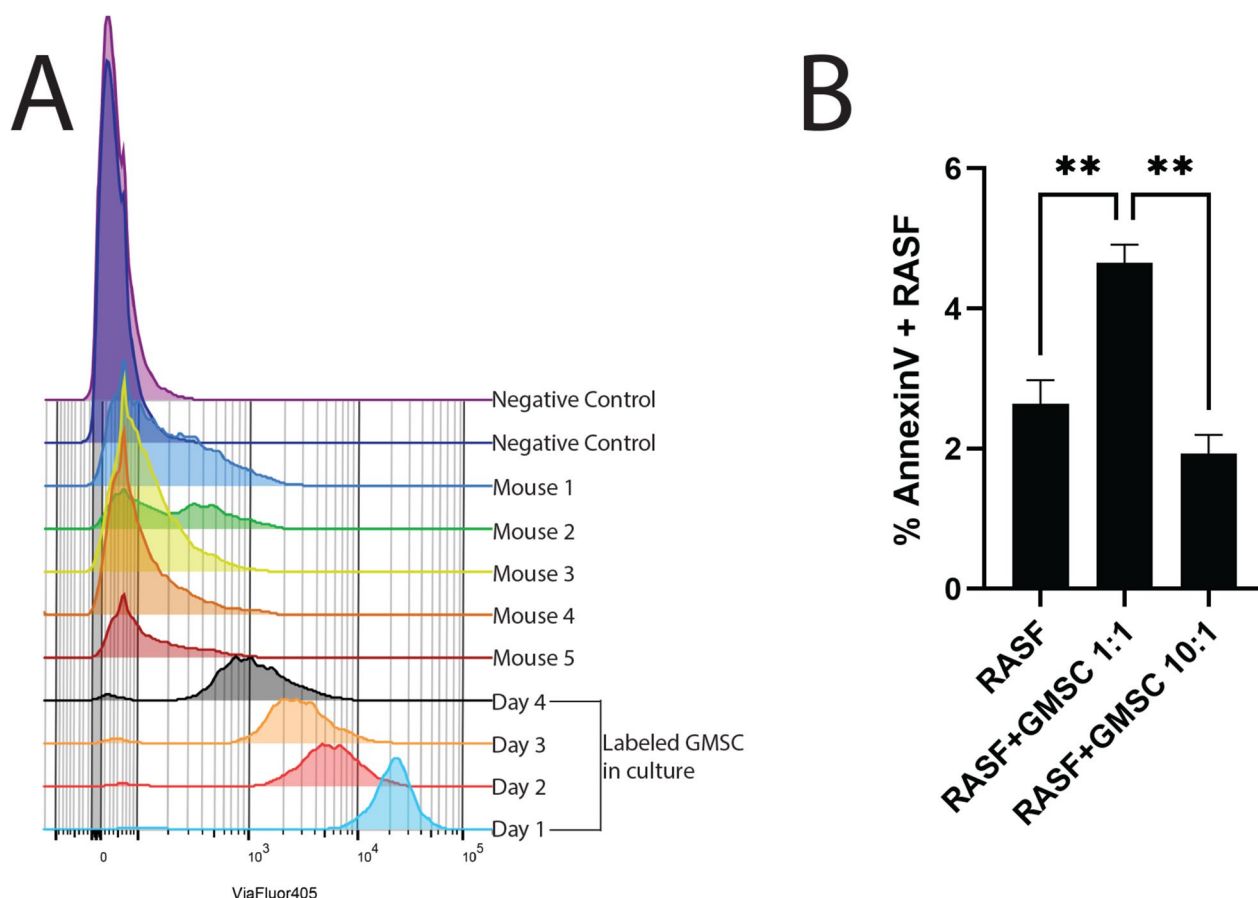 A
Negative Control
Negative Control
Mouse 1
Mouse 2
Mouse 3
Mouse 4
Mouse 5
Day 4
Day 3
Day 2
Day 1
Labeled GMSC
in culture
0
10³
10⁴
10⁵
ViaFluor405
B
% AnnexinV + RASF
6
4
2
0
** **
RASF
RASF+GMSC 1:1
RASF+GMSC 10:1